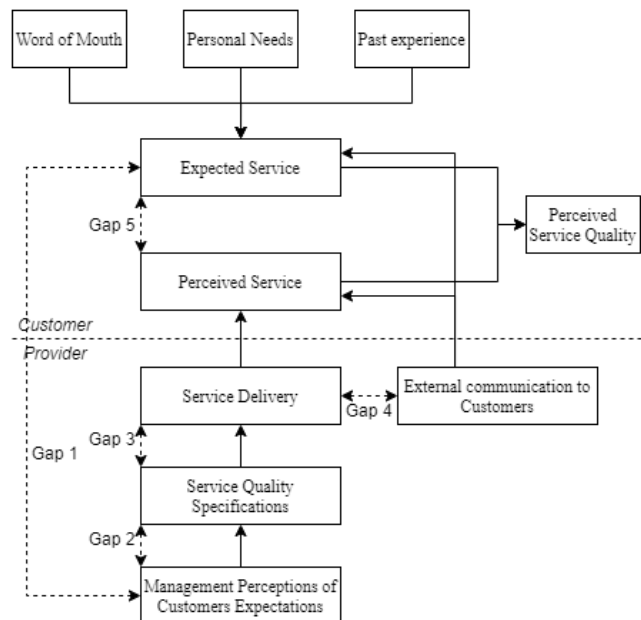 Word of Mouth
Personal Needs
Past experience
Expected Service
Gap 5
Perceived
Service Quality
Perceived Service
Customer
Provider
Service Delivery
External communication to
Customers
Gap 4
Gap 3
Gap 1
Service Quality
Specifications
Gap 2
Management Perceptions of
Customers Expectations